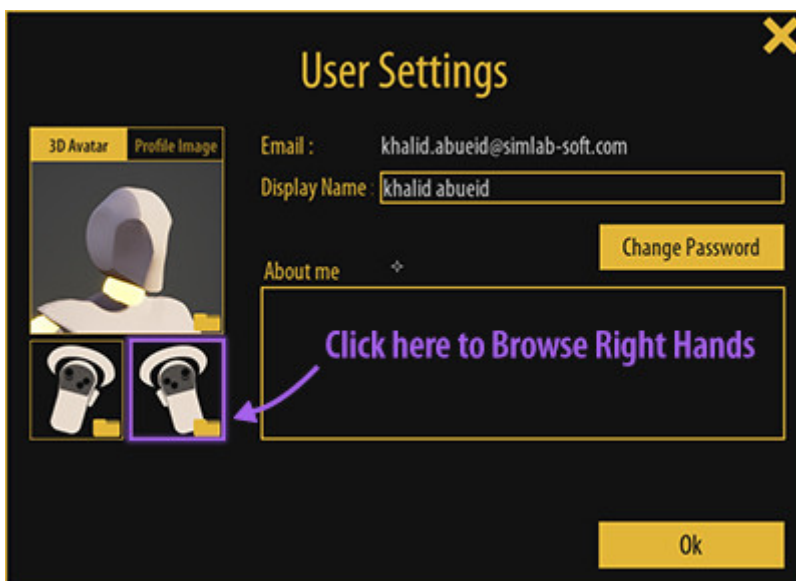 User Settings
3D Avatar Profile Image
Email : khalid.abueid@simlab-soft.com
Display Name : khalid abueid
Change Password
About me
Click here to Browse Right Hands
Ok